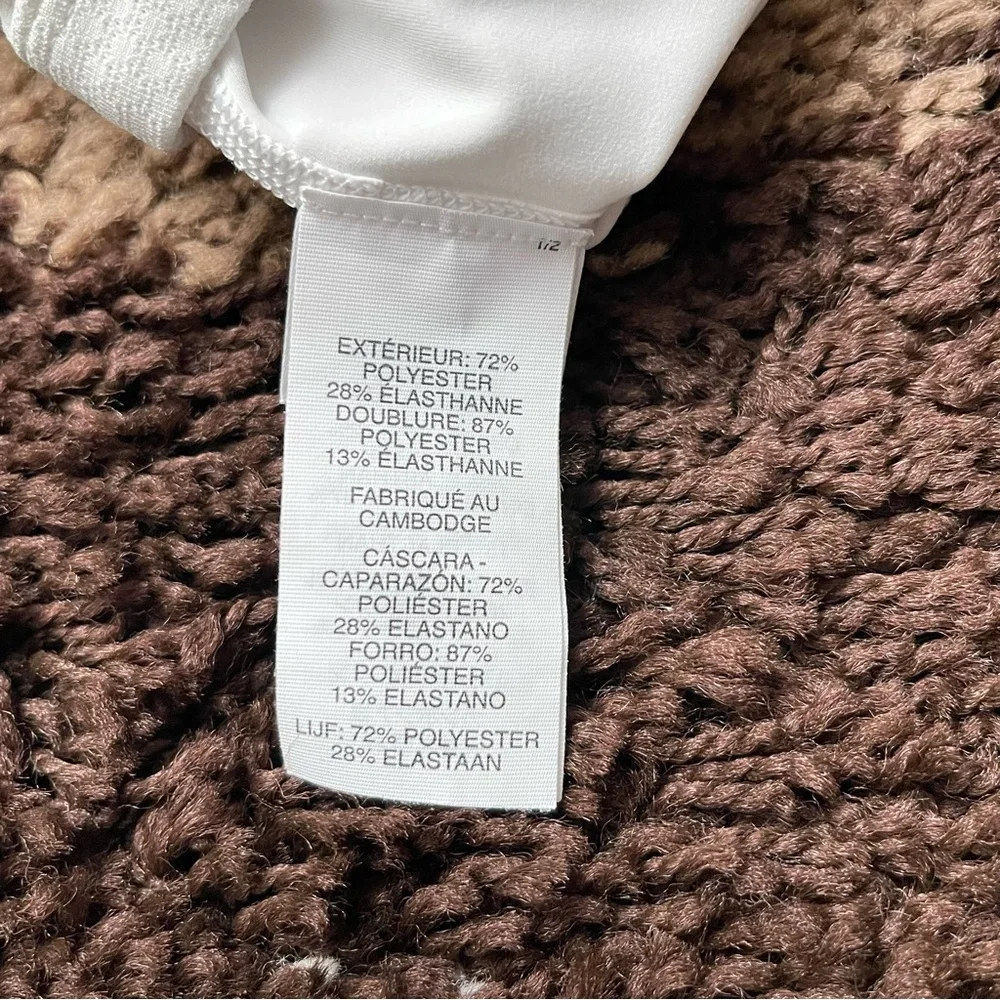 1/2
EXTÉRIEUR: 72%
POLYESTER
28% ÉLASTHANNE
DOUBLURE: 87%
POLYESTER
13% ÉLASTHANNE
FABRIQUÉ AU
CAMBODGE
CÁSCARA -
CAPARAZÓN: 72%
POLIÉSTER
28% ELASTANO
FORRO: 87%
POLIÉSTER
13% ELASTANO
LIJF: 72% POLYESTER
28% ELASTAAN